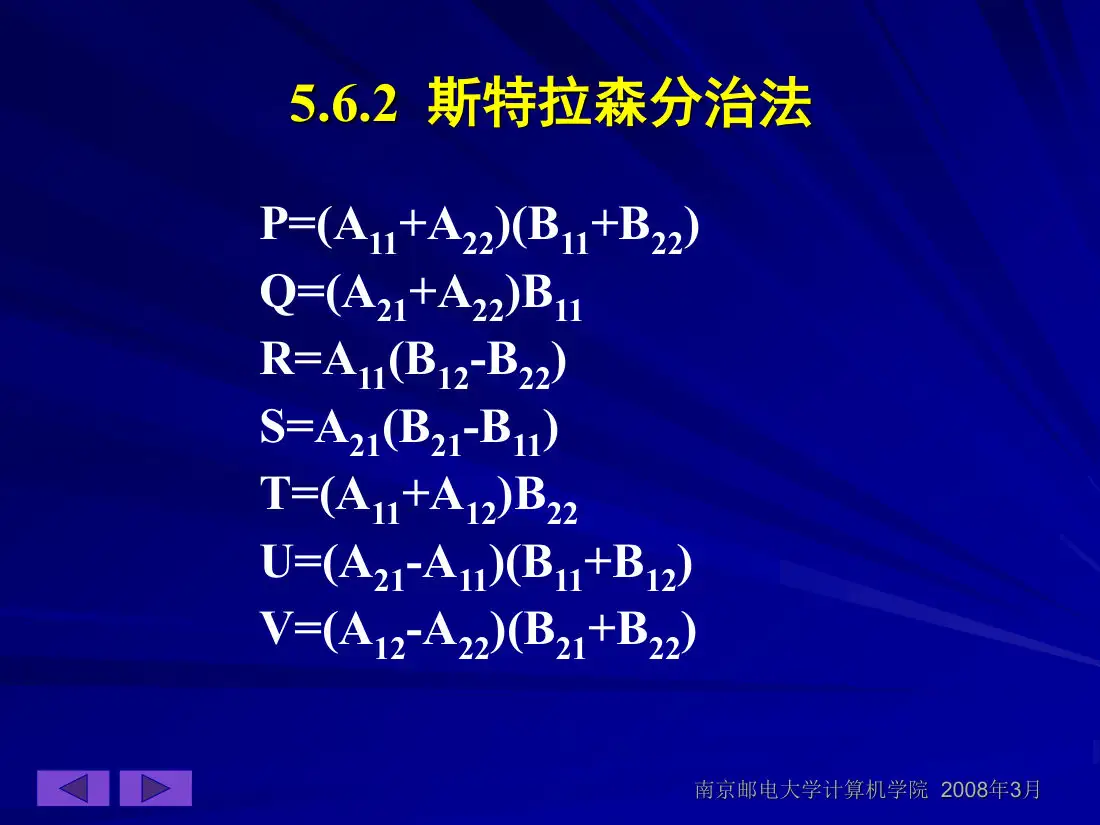 5.6.2 斯特拉森分治法
P=(A11+A22)(B11+B22)
Q=(A21+A22)B11
R=A11(B12-B22)
S=A21(B21-B11)
T=(A11+A12)B22
U=(A21-A11)(B11+B12)
V=(A12-A22)(B21+B22)
南京邮电大学计算机学院 2008年3月